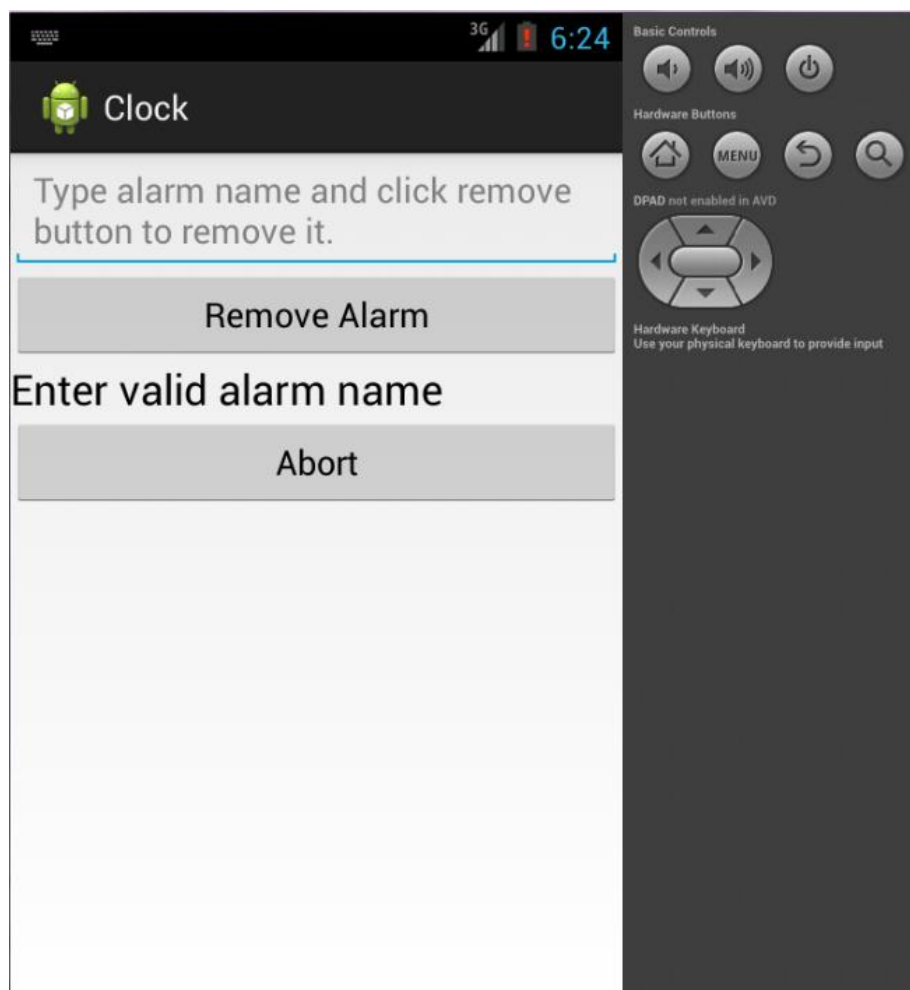 3G 6:24
Clock
Type alarm name and click remove
button to remove it.
Remove Alarm
Enter valid alarm name
Abort
Basic Controls
Hardware Buttons
MENU
DPAD not enabled in AVD
Hardware Keyboard
Use your physical keyboard to provide input